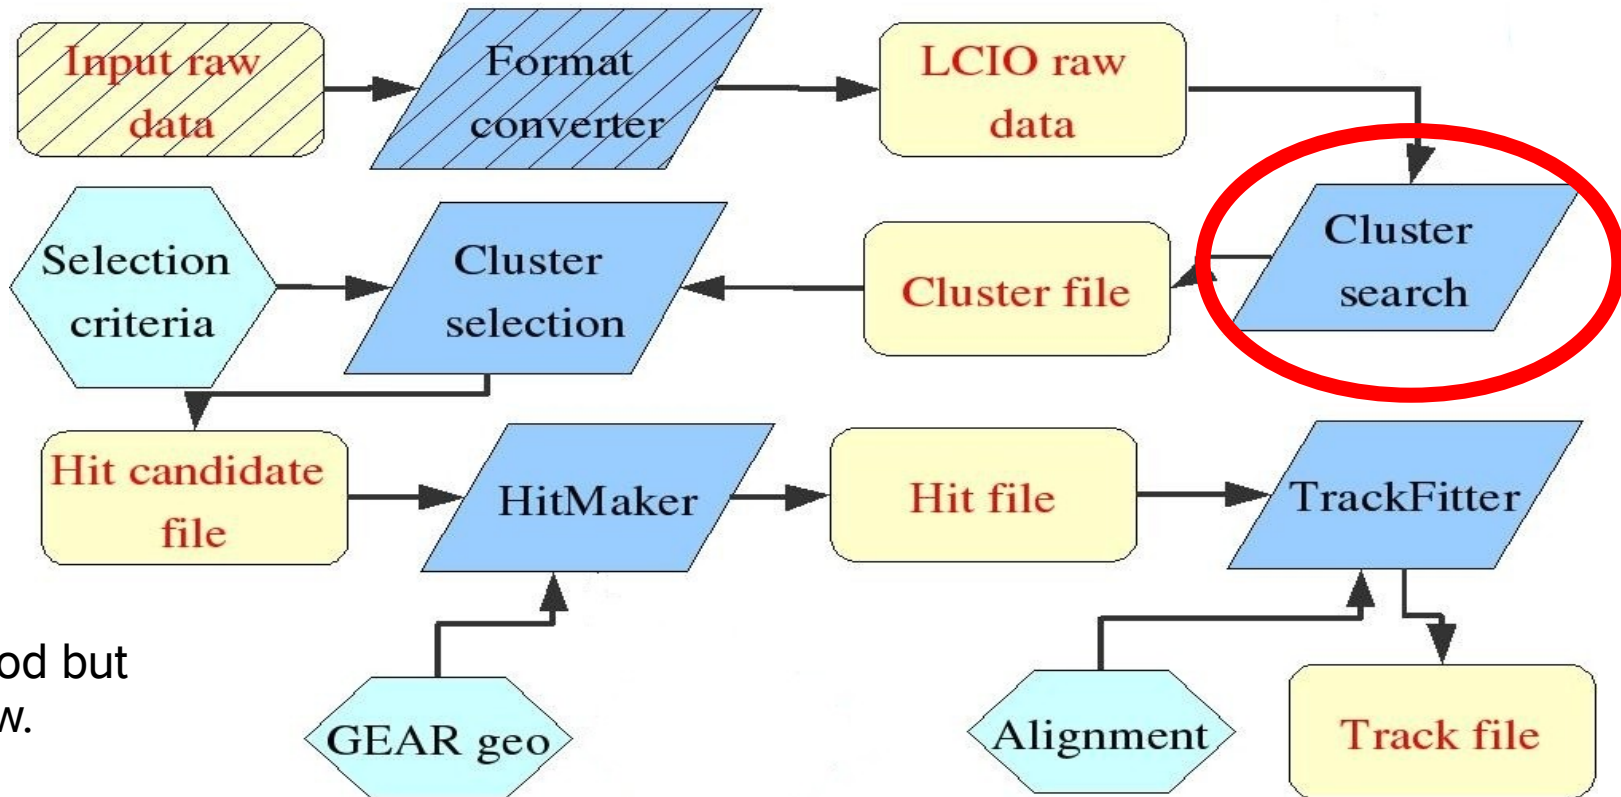 Input raw
data
Format
converter
LCIO raw
data
Selection
criteria
Cluster
selection
Cluster file
Cluster
search
Hit candidate
file
HitMaker
Hit file
TrackFitter
but
GEAR geo
Alignment
Track file